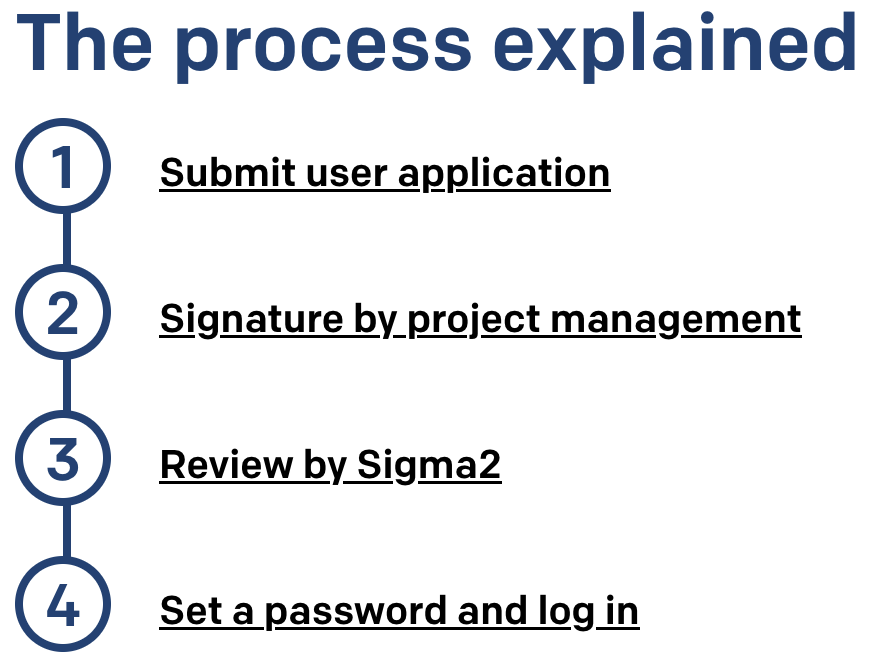 The process explained
1
Submit user application
2
Signature by project management
3
Review by Sigma2
4
Set a password and log in